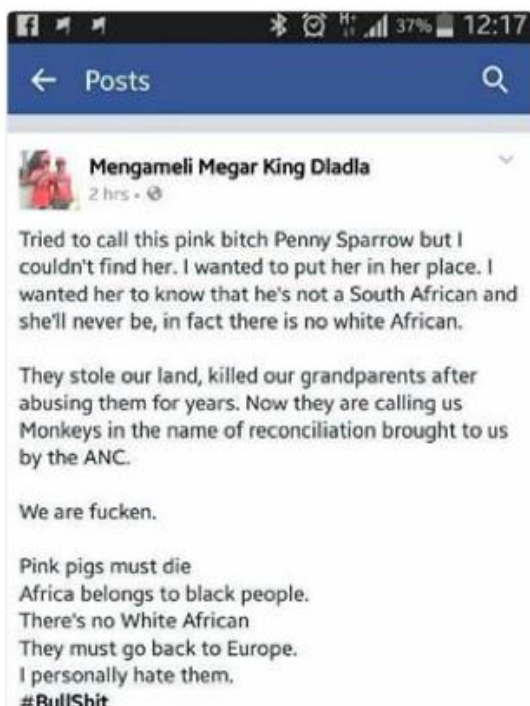 37% 12:17
Posts
Mengameli Megar King Dladla
2 hrs
Tried to call this pink bitch Penny Sparrow but I
couldn't find her. I wanted to put her in her place. I
wanted her to know that he's not a South African and
she'll never be, in fact there is no white African.
They stole our land, killed our grandparents after
abusing them for years. Now they are calling us
Monkeys in the name of reconciliation brought to us
by the ANC.
We are fucken.
Pink pigs must die
Africa belongs to black people.
There's no White African
They must go back to Europe.
I personally hate them.
#BullShit